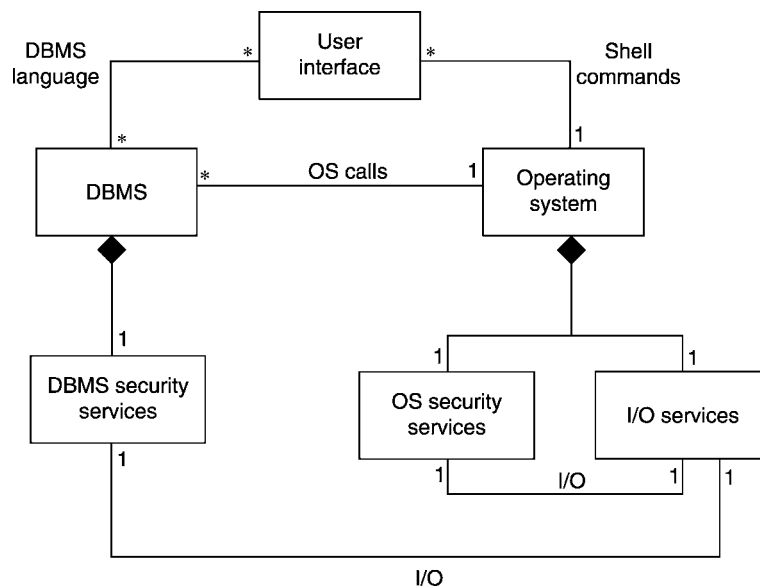 DBMS
language
*
User
interface
*
Shell
commands
*
1
DBMS
*
OS calls
1
Operating
system
1
1
1
DBMS security
services
OS security
services
I/O services
1
1
I/O
1
1
I/O